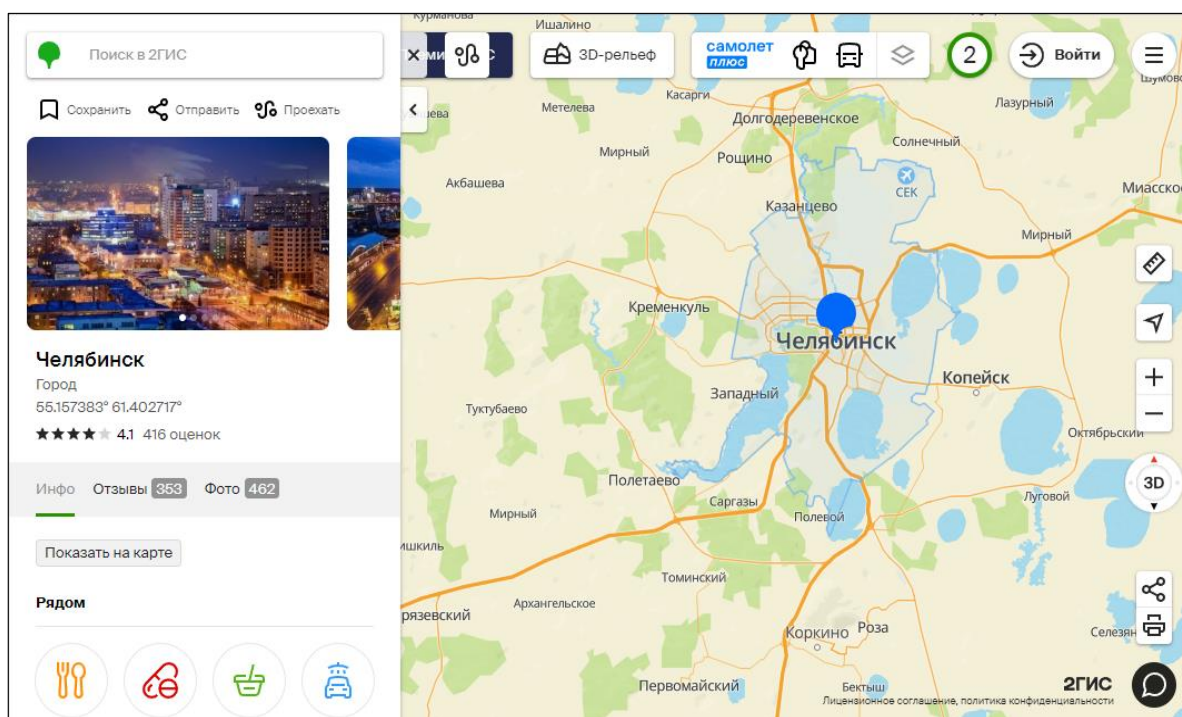 Поиск в 2ГИС
Сохранить Отправить Проехать
Челябинск
Город
55.157383° 61.402717°
4.1 416 оценок
Инфо Отзывы 353 Фото 462
Показать на карте
Рядом
Курманова
Ишалино
3D-рельеф
самолет
плюс
2
Войти
Касарги
Метелева
Долгодеревенское
Лазурный
Солнечный
Мирный
Рощино
Акбашева
СЕК
Миасско
Казанцево
Мирный
Кременкуль
Челябинск
Копейск
Западный
Туктубаево
Октябрьский
Полетаево
3D
Саргазы
Луговой
Мирный
Полевой
ишкиль
Томинский
Архангельское
рязевский
Роза
Коркино
Селезян
Первомайский
Бектыш
2ГИС
Лицензионное соглашение, политика конфиденциальности